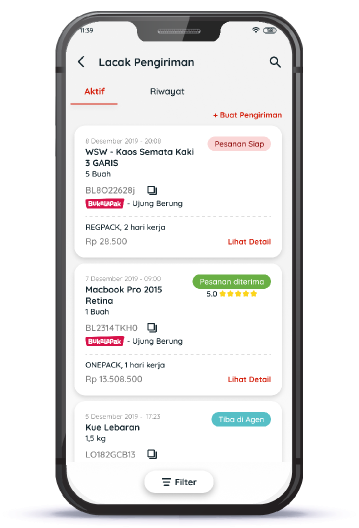 11:39
Lacak Pengiriman
Aktif
Riwayat
+ Buat Pengiriman
8 Desember 2019 - 20:08
Pesanan Siap
WSW - Kaos Semata Kaki
3 GARIS
5 Buah
BL8O22628j
BukaLapak - Ujung Berung
REGPACK, 2 hari kerja
Rp 28.500
Lihat Detail
7 Desember 2019 - 09:00
Pesanan diterima
Macbook Pro 2015
5.0
Retina
1 Buah
BL2314TKH0
BukaLapak - Ujung Berung
ONEPACK, 1 hari kerja
Rp 13.508.500
Lihat Detail
5 Desember 2019 - 17:23
Tiba di Agen
Kue Lebaran
1,5 kg
LO182GCB13
Filter